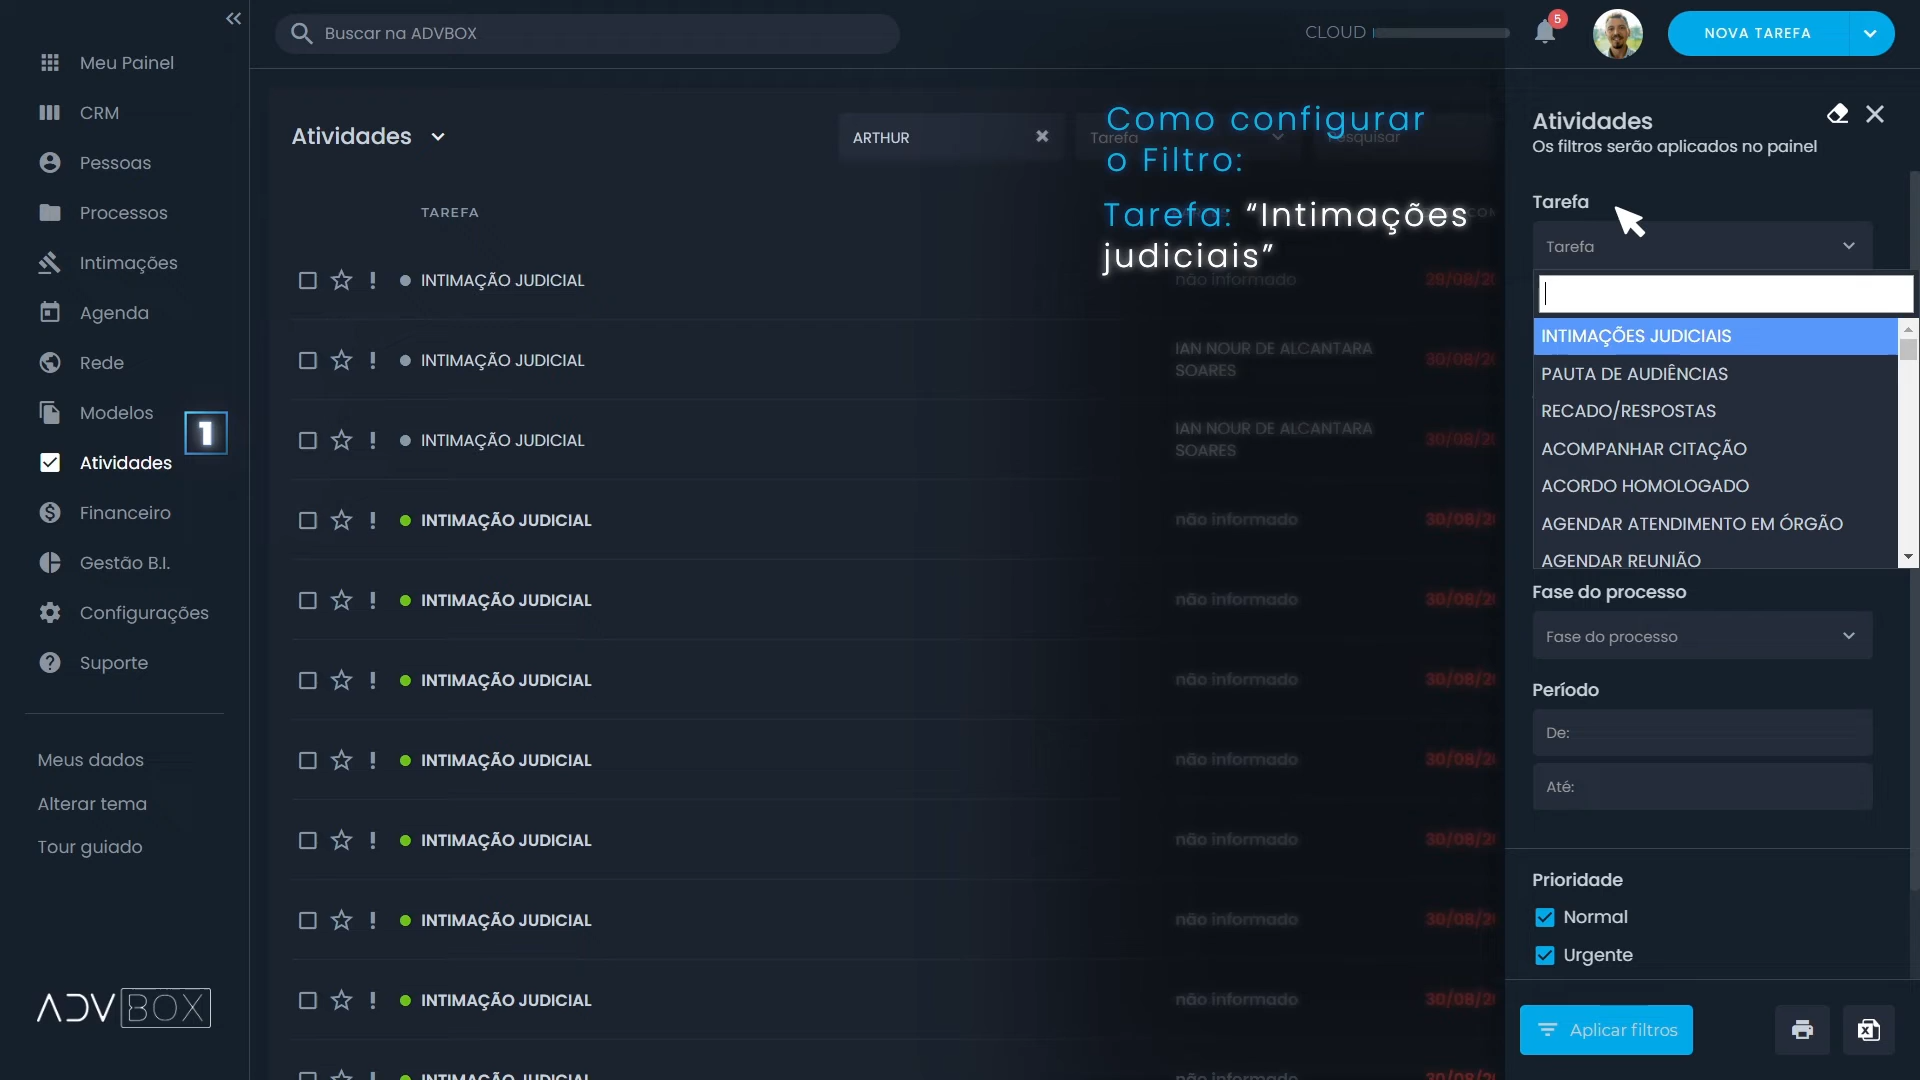 Buscar na ADVBOX
CLOUD
5
NOVA TAREFA
Meu Painel
CRM
Pessoas
Processos
Intimações
Agenda
Rede
Modelos
1
Atividades
Financeiro
Gestão B.I.
Configurações
Suporte
Meus dados
Alterar tema
Tour guiado
ADVBOX
Atividades
ARTHUR
Tarefa
Pesquisar
Como configurar
o Filtro:
Tarefa: “Intimações
judiciais”
TAREFA
INTIMAÇÃO JUDICIAL
não informado
INTIMAÇÃO JUDICIAL
IAN NOUR DE ALCANTARA
SOARES
INTIMAÇÃO JUDICIAL
IAN NOUR DE ALCANTARA
SOARES
INTIMAÇÃO JUDICIAL
não informado
INTIMAÇÃO JUDICIAL
não informado
INTIMAÇÃO JUDICIAL
não informado
INTIMAÇÃO JUDICIAL
não informado
INTIMAÇÃO JUDICIAL
não informado
INTIMAÇÃO JUDICIAL
não informado
INTIMAÇÃO JUDICIAL
não informado
INTIMAÇÃO JUDICIAL
não informado
Atividades
Os filtros serão aplicados no painel
Tarefa
Tarefa
INTIMAÇÕES JUDICIAIS
PAUTA DE AUDIÊNCIAS
RECADO/RESPOSTAS
ACOMPANHAR CITAÇÃO
ACORDO HOMOLOGADO
AGENDAR ATENDIMENTO EM ÓRGÃO
AGENDAR REUNIÃO
Fase do processo
Fase do processo
Período
De:
Até:
Prioridade
Normal
Urgente
Aplicar filtros